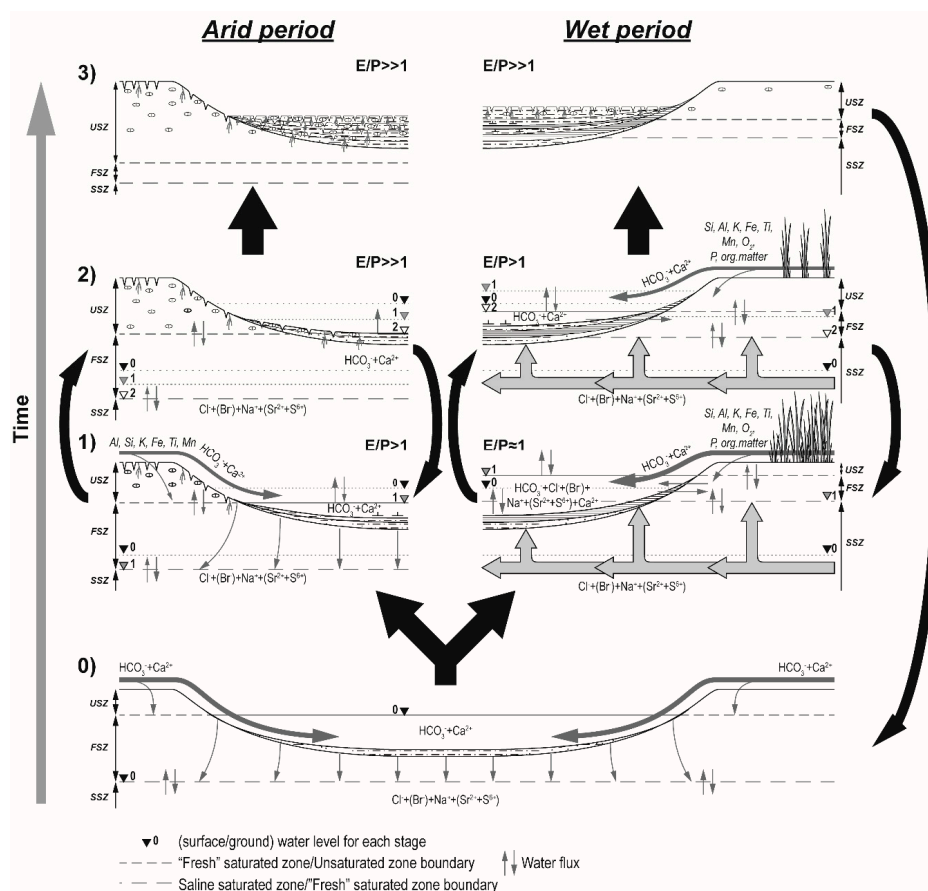 Arid period
Wet period
3)
E/P>>1
E/P>>1
USZ
FSZ
SSZ
USZ
FSZ
SSZ
2)
E/P>>1
E/P>1
Si, Al, K, Fe, Ti,
Mn, O₂,
P, org.matter
HCO₃⁻+Ca²⁺
USZ
FSZ
SSZ
0
1
2
HCO₃⁻+Ca²⁺
0
1
2
Cl⁻+(Br⁻)+Na⁺+(Sr²⁺+S⁶⁺)
1
0
2
HCO₃⁻+Ca²⁺
1
2
0
USZ
FSZ
SSZ
Cl⁻+(Br⁻)+Na⁺+(Sr²⁺+S⁶⁺)
1)
E/P>1
E/P≈1
Al, Si, K, Fe, Ti, Mn
HCO₃⁻+Ca²⁺
Si, Al, K, Fe, Ti,
Mn, O₂,
P, org.matter
HCO₃⁻+Ca²⁺
USZ
FSZ
SSZ
0
1
HCO₃⁻+Ca²⁺
0
1
Cl⁻+(Br⁻)+Na⁺+(Sr²⁺+S⁶⁺)
1
0
HCO₃⁻+Cl⁻+(Br⁻)+
Na⁺+(Sr²⁺+S⁶⁺)+Ca²⁺
1
0
USZ
FSZ
SSZ
Cl⁻+(Br⁻)+Na⁺+(Sr²⁺+S⁶⁺)
Time
0)
HCO₃⁻+Ca²⁺
HCO₃⁻+Ca²⁺
USZ
FSZ
SSZ
0
HCO₃⁻+Ca²⁺
0
Cl⁻+(Br⁻)+Na⁺+(Sr²⁺+S⁶⁺)
0 (surface/ground) water level for each stage
"Fresh" saturated zone/Unsaturated zone boundary
Water flux
Saline saturated zone/"Fresh" saturated zone boundary